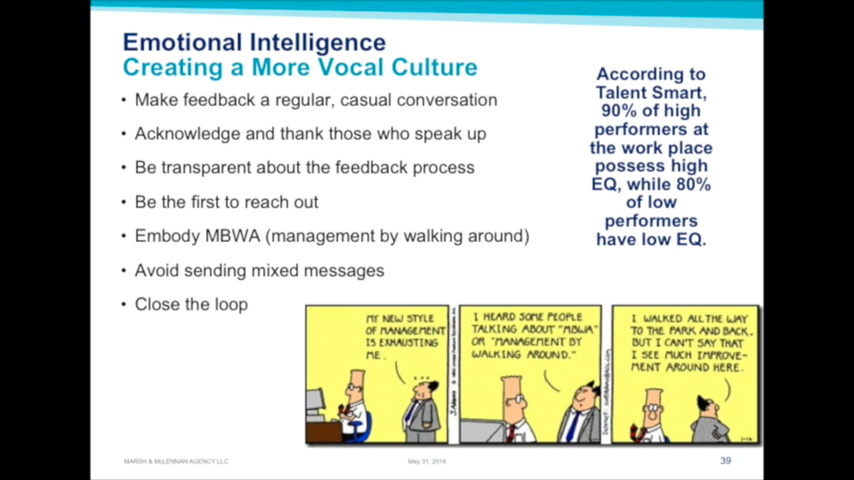 Emotional Intelligence
Creating a More Vocal Culture
• Make feedback a regular, casual conversation
• Acknowledge and thank those who speak up
• Be transparent about the feedback process
• Be the first to reach out
• Embody MBWA (management by walking around)
• Avoid sending mixed messages
• Close the loop
According to
Talent Smart,
90% of high
performers at
the work place
possess high
EQ, while 80%
of low
performers
have low EQ.
MY NEW STYLE
OF MANAGEMENT
IS EXHAUSTING
ME.
...
I HEARD SOME PEOPLE
TALKING ABOUT "MBWA"
OR "MANAGEMENT BY
WALKING AROUND."
I WALKED ALL THE WAY
TO THE PARK AND BACK.
BUT I CAN'T SAY THAT
I SEE MUCH IMPROVE-
MENT AROUND HERE.
MARSH & McLENNAN AGENCY LLC
May 31, 2016
39